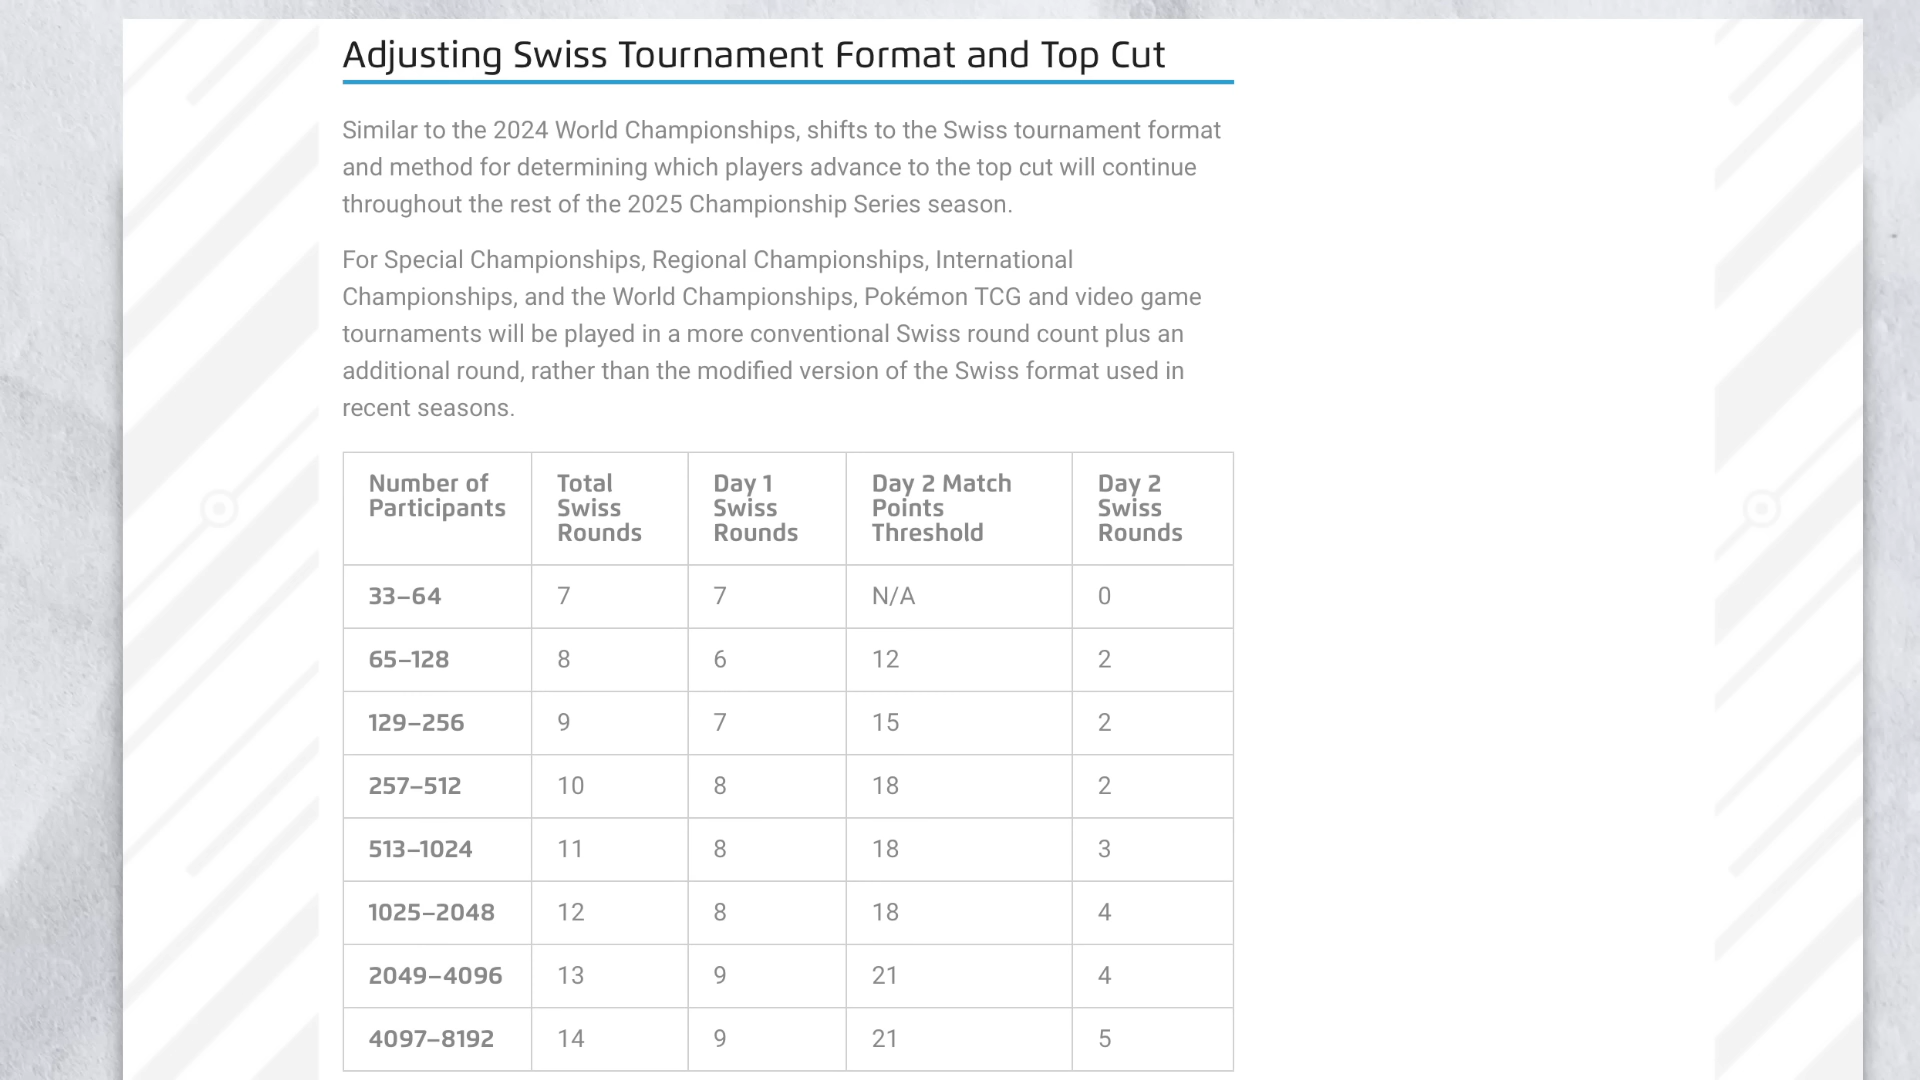 Adjusting Swiss Tournament Format and Top Cut
Similar to the 2024 World Championships, shifts to the Swiss tournament format
and method for determining which players advance to the top cut will continue
throughout the rest of the 2025 Championship Series season.
For Special Championships, Regional Championships, International
Championships, and the World Championships, Pokémon TCG and video game
tournaments will be played in a more conventional Swiss round count plus an
additional round, rather than the modified version of the Swiss format used in
recent seasons.
Number of Participants Total Swiss Rounds Day 1 Swiss Rounds Day 2 Match Points Threshold Day 2 Swiss Rounds
33–64 7 7 N/A 0
65–128 8 6 12 2
129–256 9 7 15 2
257–512 10 8 18 2
513–1024 11 8 18 3
1025–2048 12 8 18 4
2049–4096 13 9 21 4
4097–8192 14 9 21 5